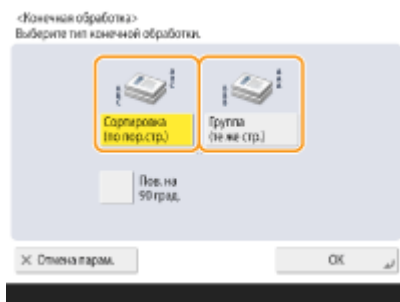 <Конечная обработка>
Выберите тип конечной обработки.
Сортировка
(по пор.стр.)
Группа
(те же стр.)
Пов. на
90 град.
× Отмена парам.
OK